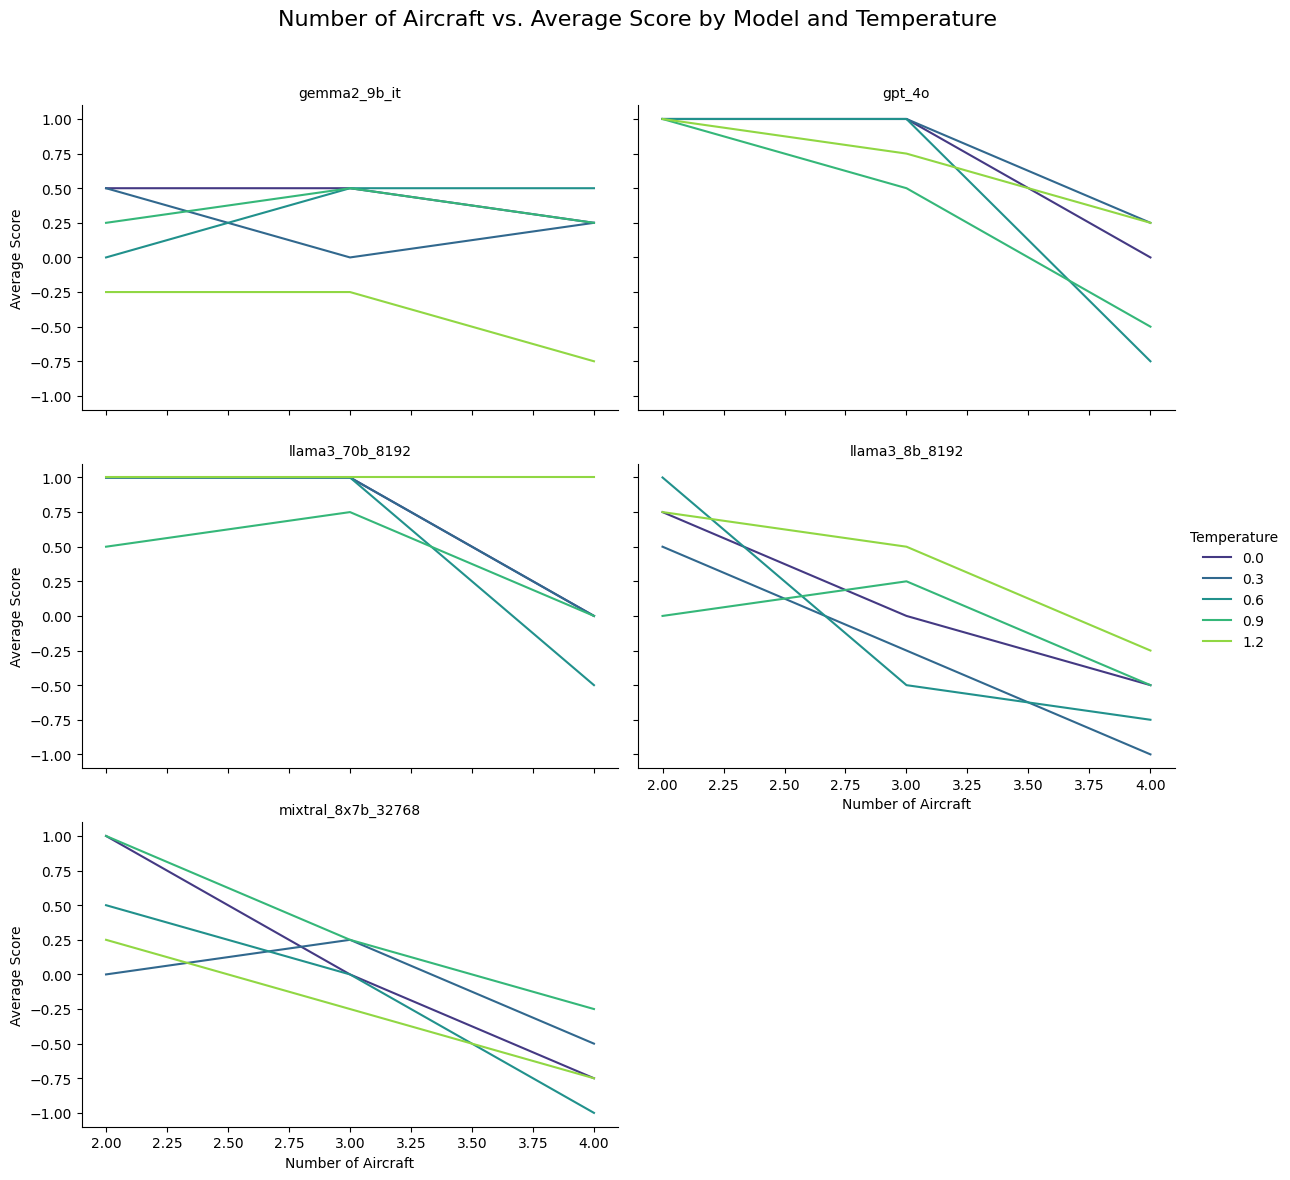 Number of Aircraft vs. Average Score by Model and Temperature
gemma2_9b_it
1.00
0.75
0.50
0.25
0.00
−0.25
−0.50
−0.75
−1.00
Average Score
gpt_4o
llama3_70b_8192
1.00
0.75
0.50
0.25
0.00
−0.25
−0.50
−0.75
−1.00
Average Score
llama3_8b_8192
2.00 2.25 2.50 2.75 3.00 3.25 3.50 3.75 4.00
Number of Aircraft
Temperature
0.0
0.3
0.6
0.9
1.2
mixtral_8x7b_32768
1.00
0.75
0.50
0.25
0.00
−0.25
−0.50
−0.75
−1.00
Average Score
2.00 2.25 2.50 2.75 3.00 3.25 3.50 3.75 4.00
Number of Aircraft